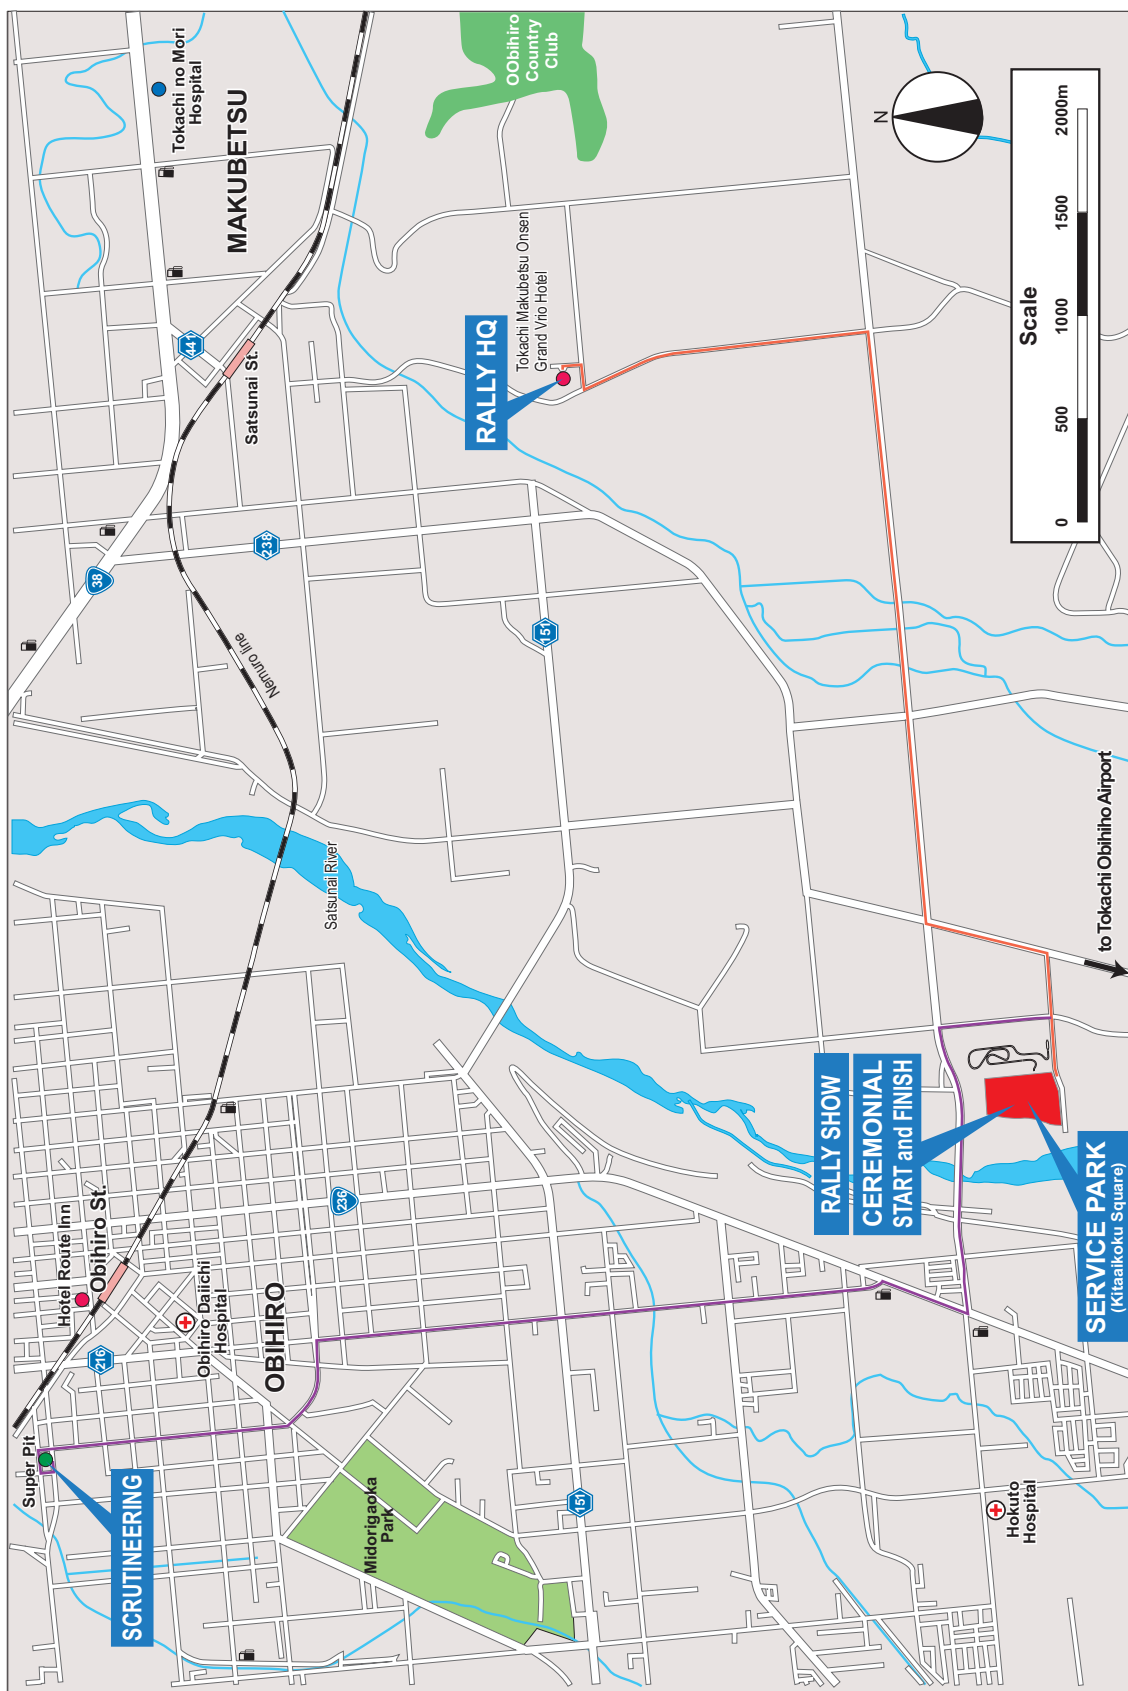 Tokachi no Mori
Hospital
MAKUBETSU
OObihiro
Country
Club
N
Scale
0
500
1000
1500
2000m
441
Satsunai St.
RALLY HQ
Tokachi Makubetsu Onsen
Grand Vrio Hotel
38
238
151
Nemuro line
Satsunai River
to Tokachi Obihiho Airport
Hotel Route Inn
Obihiro St.
216
Obihiro Daiichi
Hospital
OBIHIRO
236
RALLY SHOW
CEREMONIAL
START and FINISH
SERVICE PARK
(Kitaaikoku Square)
Super Pit
SCRUTINEERING
Midorigaoka
Park
151
Hokuto
Hospital